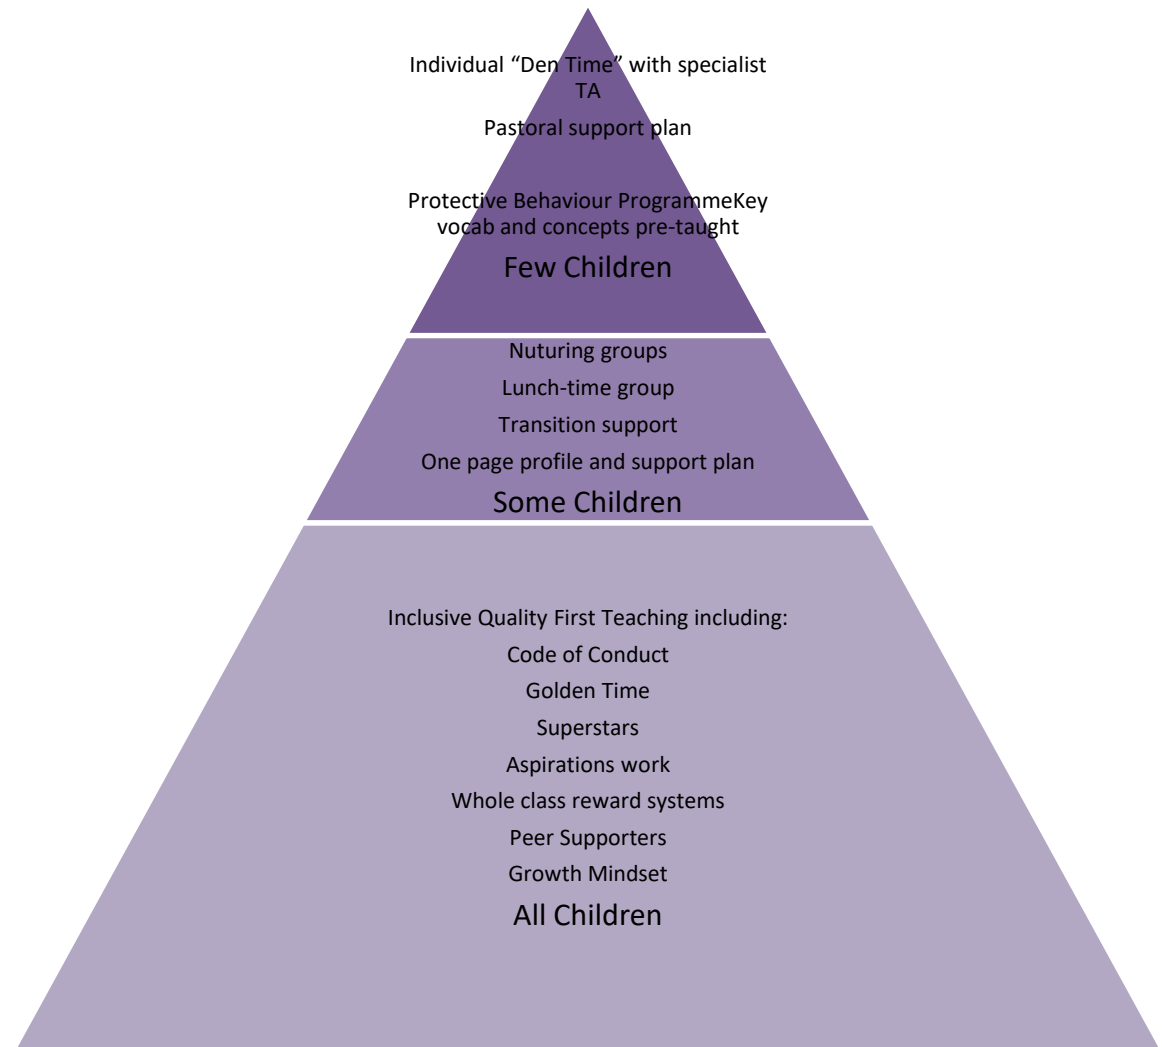 Individual “Den Time” with specialist
TA
Pastoral support plan
Protective Behaviour ProgrammeKey
vocab and concepts pre-taught
Few Children
Nuturing groups
Lunch-time group
Transition support
One page profile and support plan
Some Children
Inclusive Quality First Teaching including:
Code of Conduct
Golden Time
Superstars
Aspirations work
Whole class reward systems
Peer Supporters
Growth Mindset
All Children